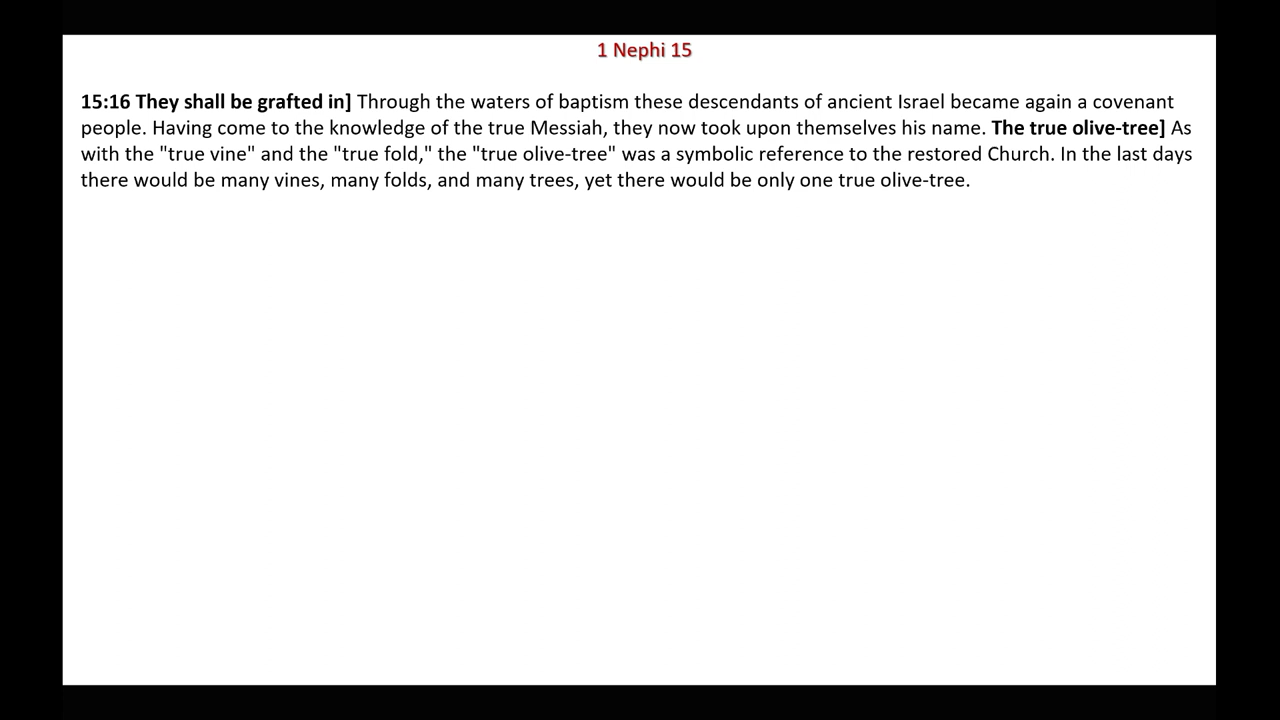 1 Nephi 15
15:16 They shall be grafted in] Through the waters of baptism these descendants of ancient Israel became again a covenant
people. Having come to the knowledge of the true Messiah, they now took upon themselves his name. The true olive-tree] As
with the "true vine" and the "true fold," the "true olive-tree" was a symbolic reference to the restored Church. In the last days
there would be many vines, many folds, and many trees, yet there would be only one true olive-tree.